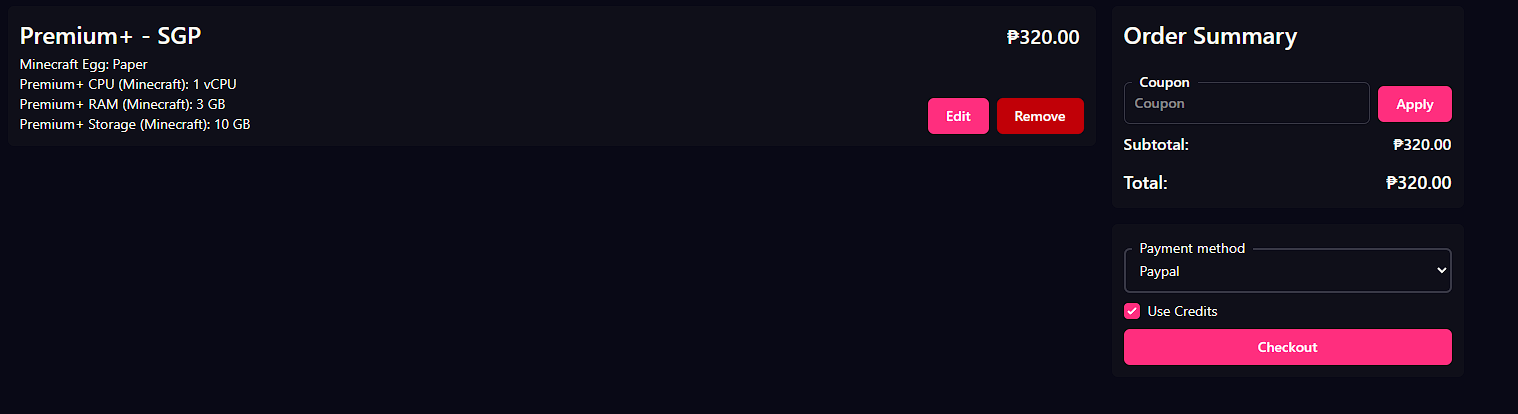 Premium+ - SGP
₱320.00
Minecraft Egg: Paper
Premium+ CPU (Minecraft): 1 vCPU
Premium+ RAM (Minecraft): 3 GB
Premium+ Storage (Minecraft): 10 GB
Edit
Remove
Order Summary
Coupon
Coupon
Apply
Subtotal: ₱320.00
Total: ₱320.00
Payment method
Paypal
Use Credits
Checkout